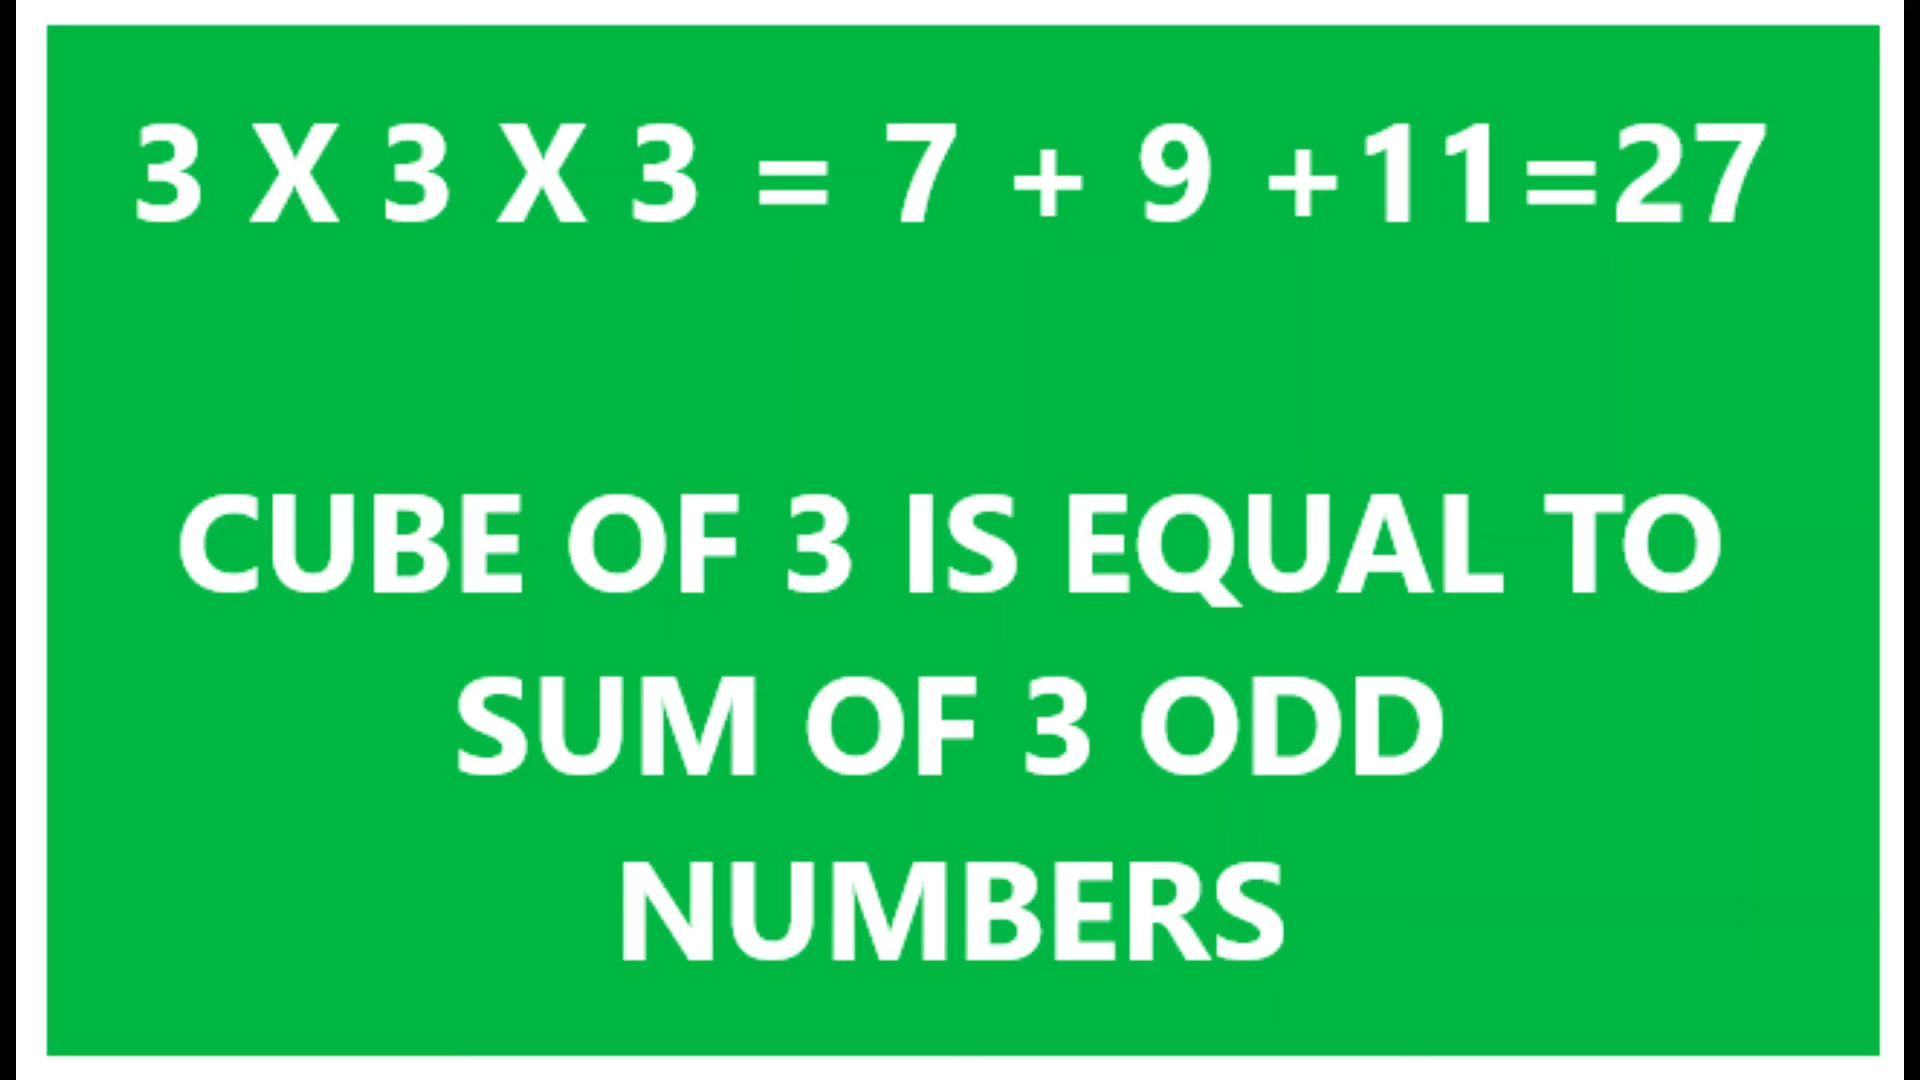 3 X 3 X 3 = 7 + 9 +11=27
CUBE OF 3 IS EQUAL TO
SUM OF 3 ODD
NUMBERS